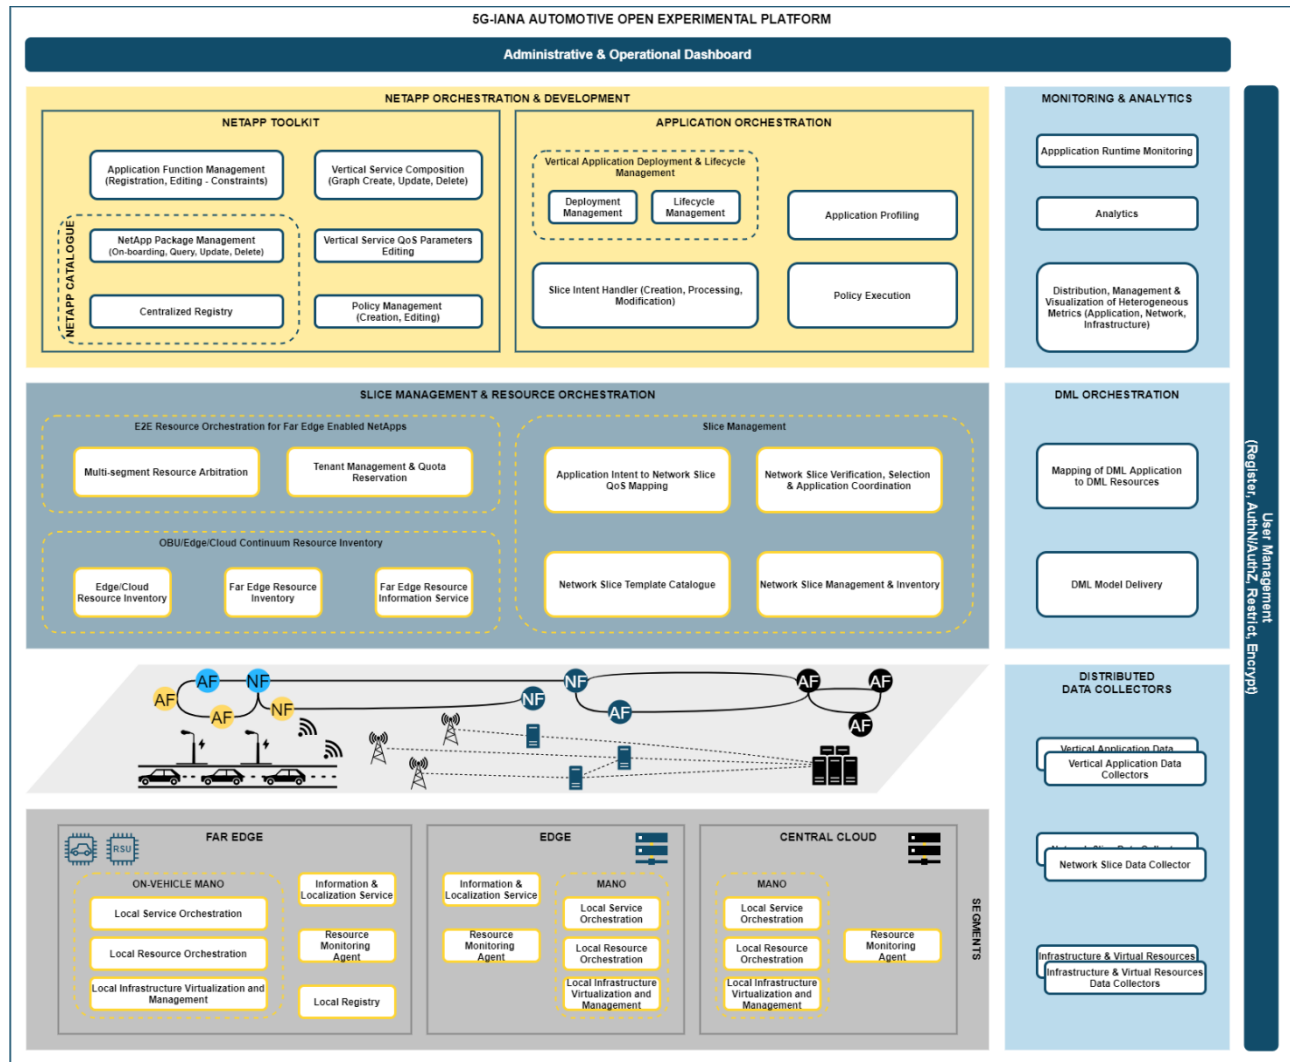 5G-IANA AUTOMOTIVE OPEN EXPERIMENTAL PLATFORM
Administrative & Operational Dashboard
NETAPP ORCHESTRATION & DEVELOPMENT
NETAPP TOOLKIT
Application Function Management
(Registration, Editing - Constraints)
Vertical Service Composition
(Graph Create, Update, Delete)
NETAPP CATALOGUE
NetApp Package Management
(On-boarding, Query, Update, Delete)
Vertical Service QoS Parameters
Editing
Centralized Registry
Policy Management
(Creation, Editing)
APPLICATION ORCHESTRATION
Vertical Application Deployment & Lifecycle
Management
Deployment
Management
Lifecycle
Management
Application Profiling
Slice Intent Handler (Creation, Processing,
Modification)
Policy Execution
MONITORING & ANALYTICS
Appplication Runtime Monitoring
Analytics
Distribution, Management &
Visualization of Heterogeneous
Metrics (Application, Network,
Infrastructure)
User Management
(Register, AuthN/AuthZ, Restrict, Encrypt)
SLICE MANAGEMENT & RESOURCE ORCHESTRATION
E2E Resource Orchestration for Far Edge Enabled NetApps
Multi-segment Resource Arbitration
Tenant Management & Quota
Reservation
OBU/Edge/Cloud Continuum Resource Inventory
Edge/Cloud
Resource Inventory
Far Edge Resource
Inventory
Far Edge Resource
Information Service
Slice Management
Application Intent to Network Slice
QoS Mapping
Network Slice Verification, Selection
& Application Coordination
Network Slice Template Catalogue
Network Slice Management & Inventory
DML ORCHESTRATION
Mapping of DML Application
to DML Resources
DML Model Delivery
AF
AF
NF
AF
NF
NF
NF
AF
AF
AF
AF
DISTRIBUTED
DATA COLLECTORS
Vertical Application Data
Vertical Application Data
Collectors
Network Slice Data Collector
Network Slice Data Collector
Infrastructure & Virtual Resources
Infrastructure & Virtual Resources
Data Collectors
FAR EDGE
RSU
ON-VEHICLE MANO
Local Service Orchestration
Local Resource Orchestration
Local Infrastructure Virtualization and
Management
Information &
Localization Service
Resource
Monitoring
Agent
Local Registry
EDGE
Information &
Localization Service
Resource
Monitoring
Agent
MANO
Local Service
Orchestration
Local Resource
Orchestration
Local Infrastructure
Virtualization and
Management
CENTRAL CLOUD
MANO
Local Service
Orchestration
Local Resource
Orchestration
Local Infrastructure
Virtualization and
Management
Resource
Monitoring
Agent
SEGMENTS